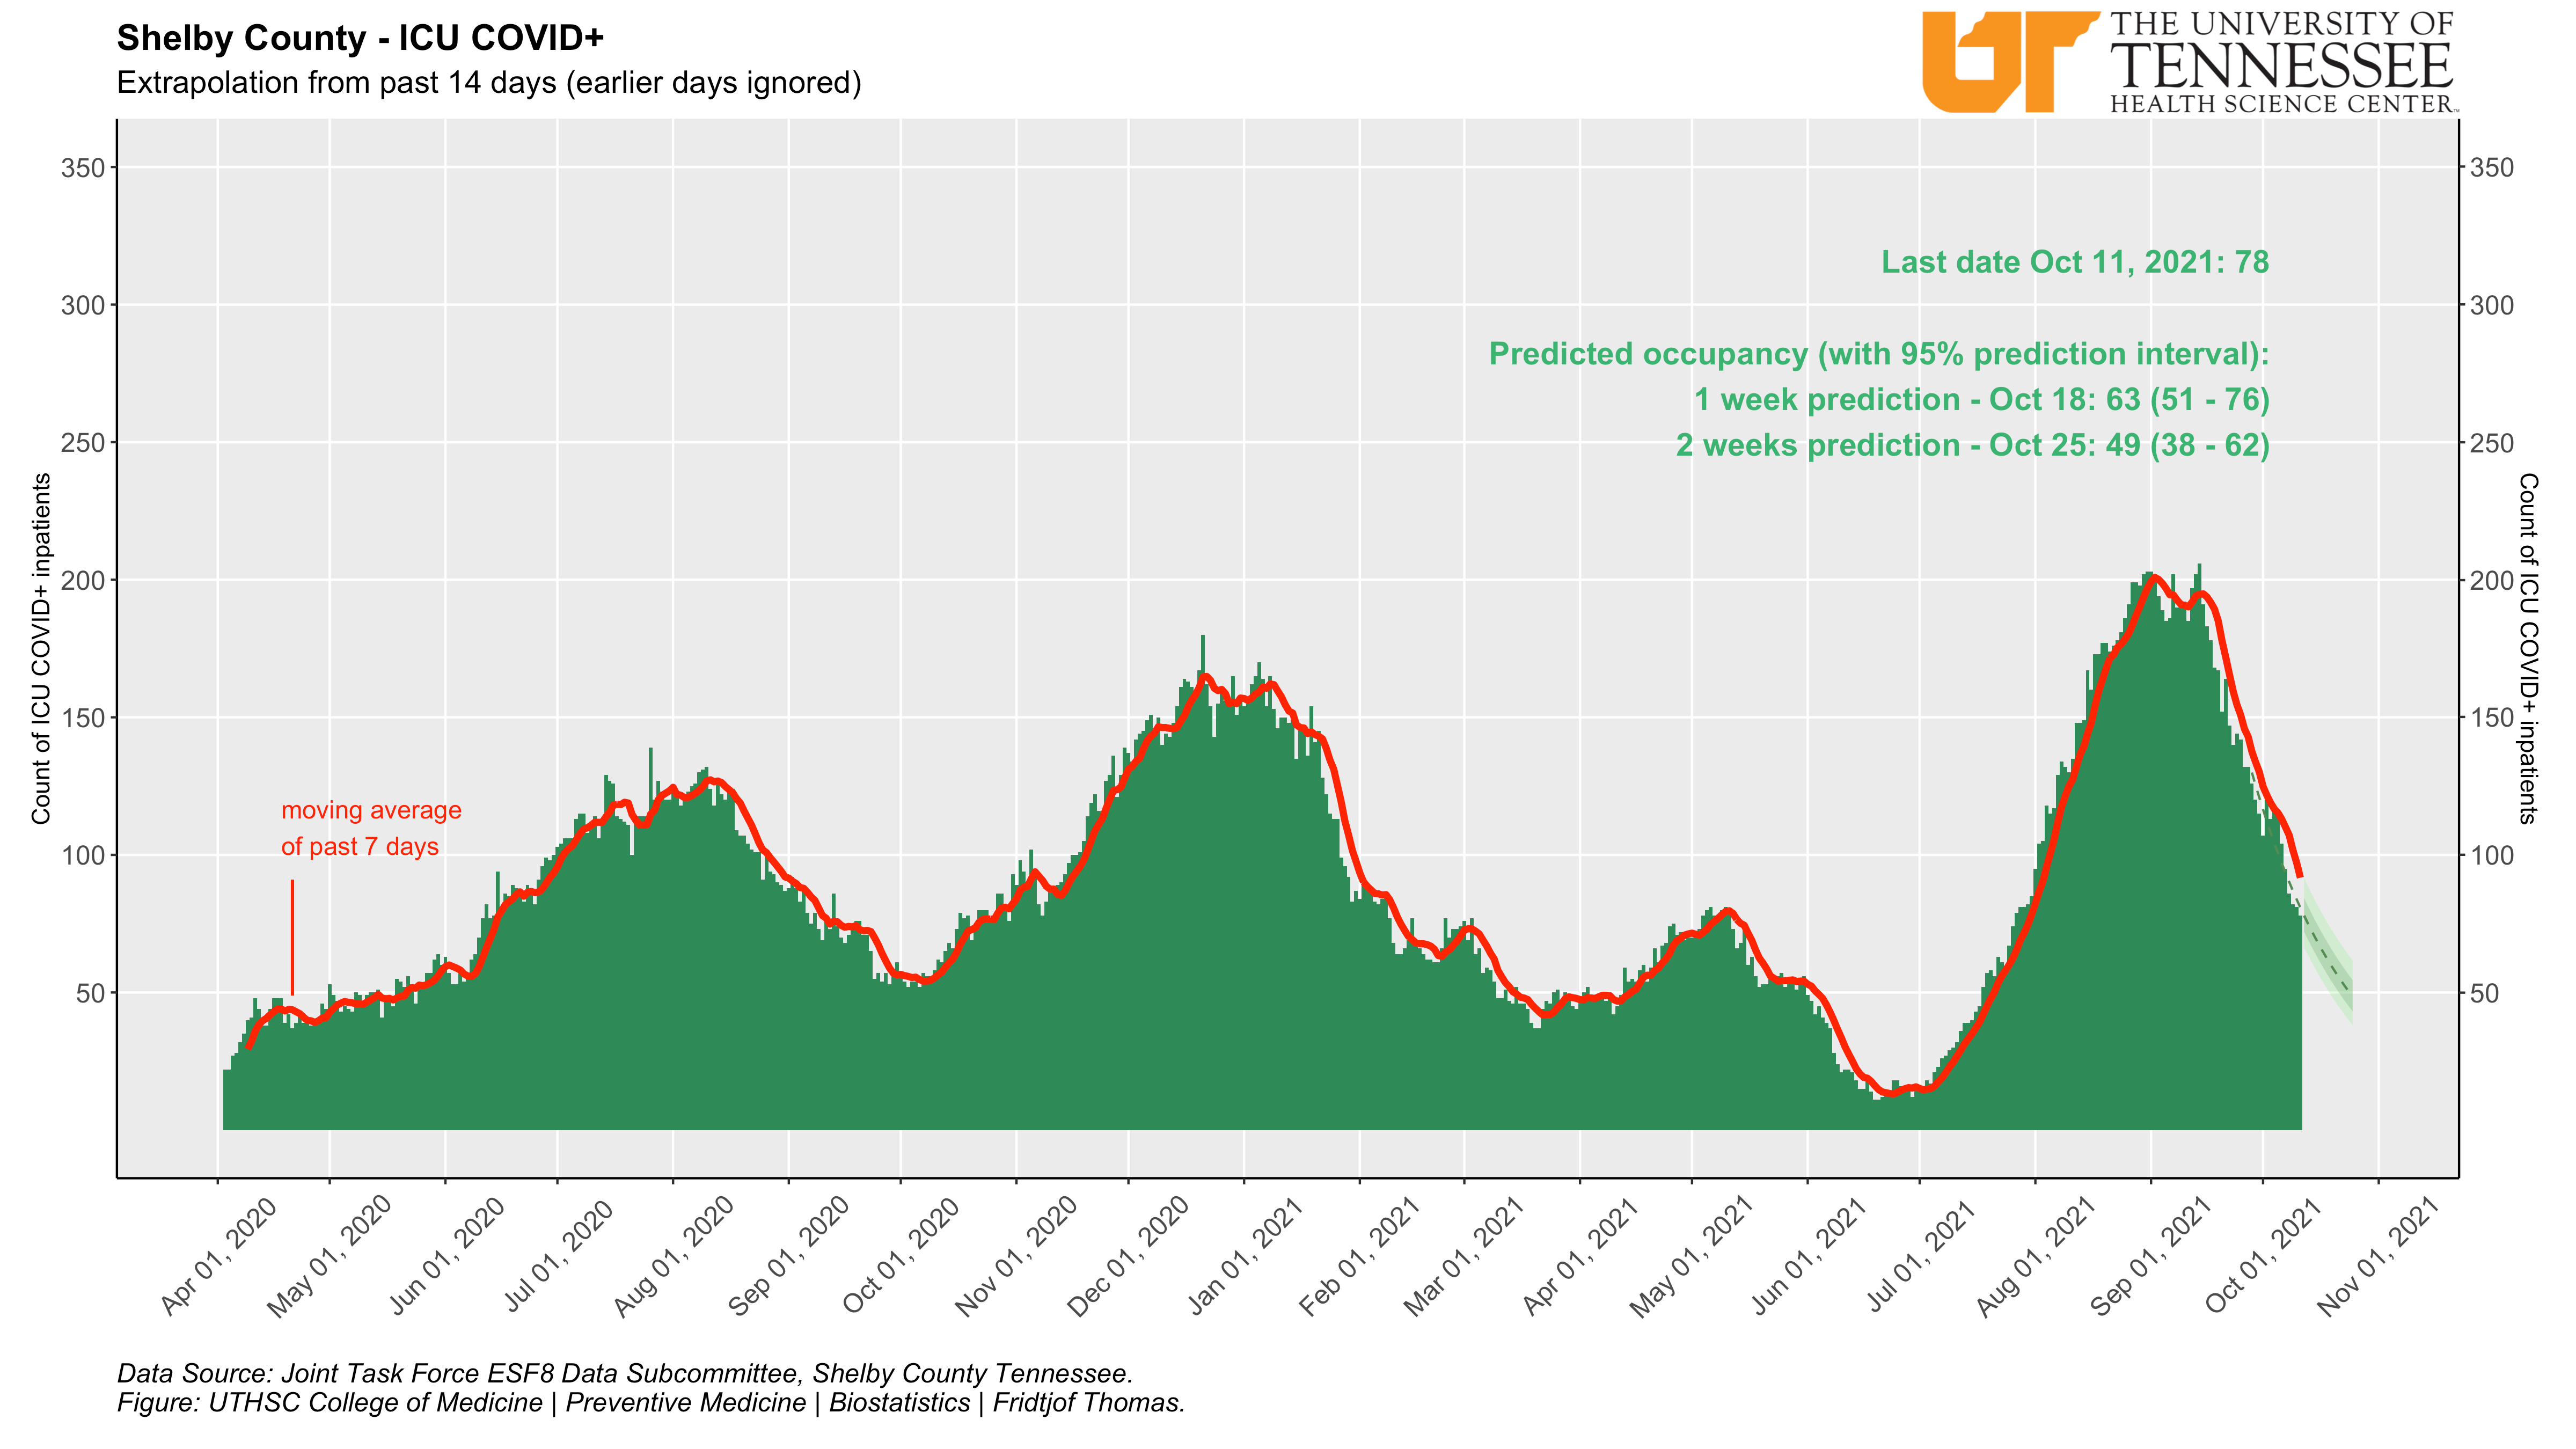 Shelby County - ICU COVID+
Extrapolation from past 14 days (earlier days ignored)
THE UNIVERSITY OF
TENNESSEE
HEALTH SCIENCE CENTER™
UT
350
300
250
200
150
100
50
Count of ICU COVID+ inpatients
Last date Oct 11, 2021: 78
Predicted occupancy (with 95% prediction interval):
1 week prediction - Oct 18: 63 (51 - 76)
2 weeks prediction - Oct 25: 49 (38 - 62)
moving average
of past 7 days
350
300
250
200
150
100
50
Count of ICU COVID+ inpatients
Apr 01, 2020
May 01, 2020
Jun 01, 2020
Jul 01, 2020
Aug 01, 2020
Sep 01, 2020
Oct 01, 2020
Nov 01, 2020
Dec 01, 2020
Jan 01, 2021
Feb 01, 2021
Mar 01, 2021
Apr 01, 2021
May 01, 2021
Jun 01, 2021
Jul 01, 2021
Aug 01, 2021
Sep 01, 2021
Oct 01, 2021
Nov 01, 2021
Data Source: Joint Task Force ESF8 Data Subcommittee, Shelby County Tennessee.
Figure: UTHSC College of Medicine | Preventive Medicine | Biostatistics | Fridtjof Thomas.